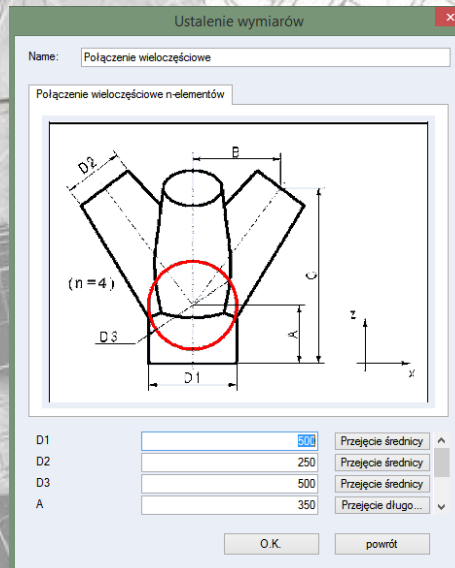 Ustalenie wymiarów
Name: Połączenie wieloczęściowe
Połączenie wieloczęściowe n-elementów
D2
B
(n=4)
C
D3
A
D1
z
x
D1 500 Przejęcie średnicy
D2 250 Przejęcie średnicy
D3 500 Przejęcie średnicy
A 350 Przejęcie długo...
O.K. powrót